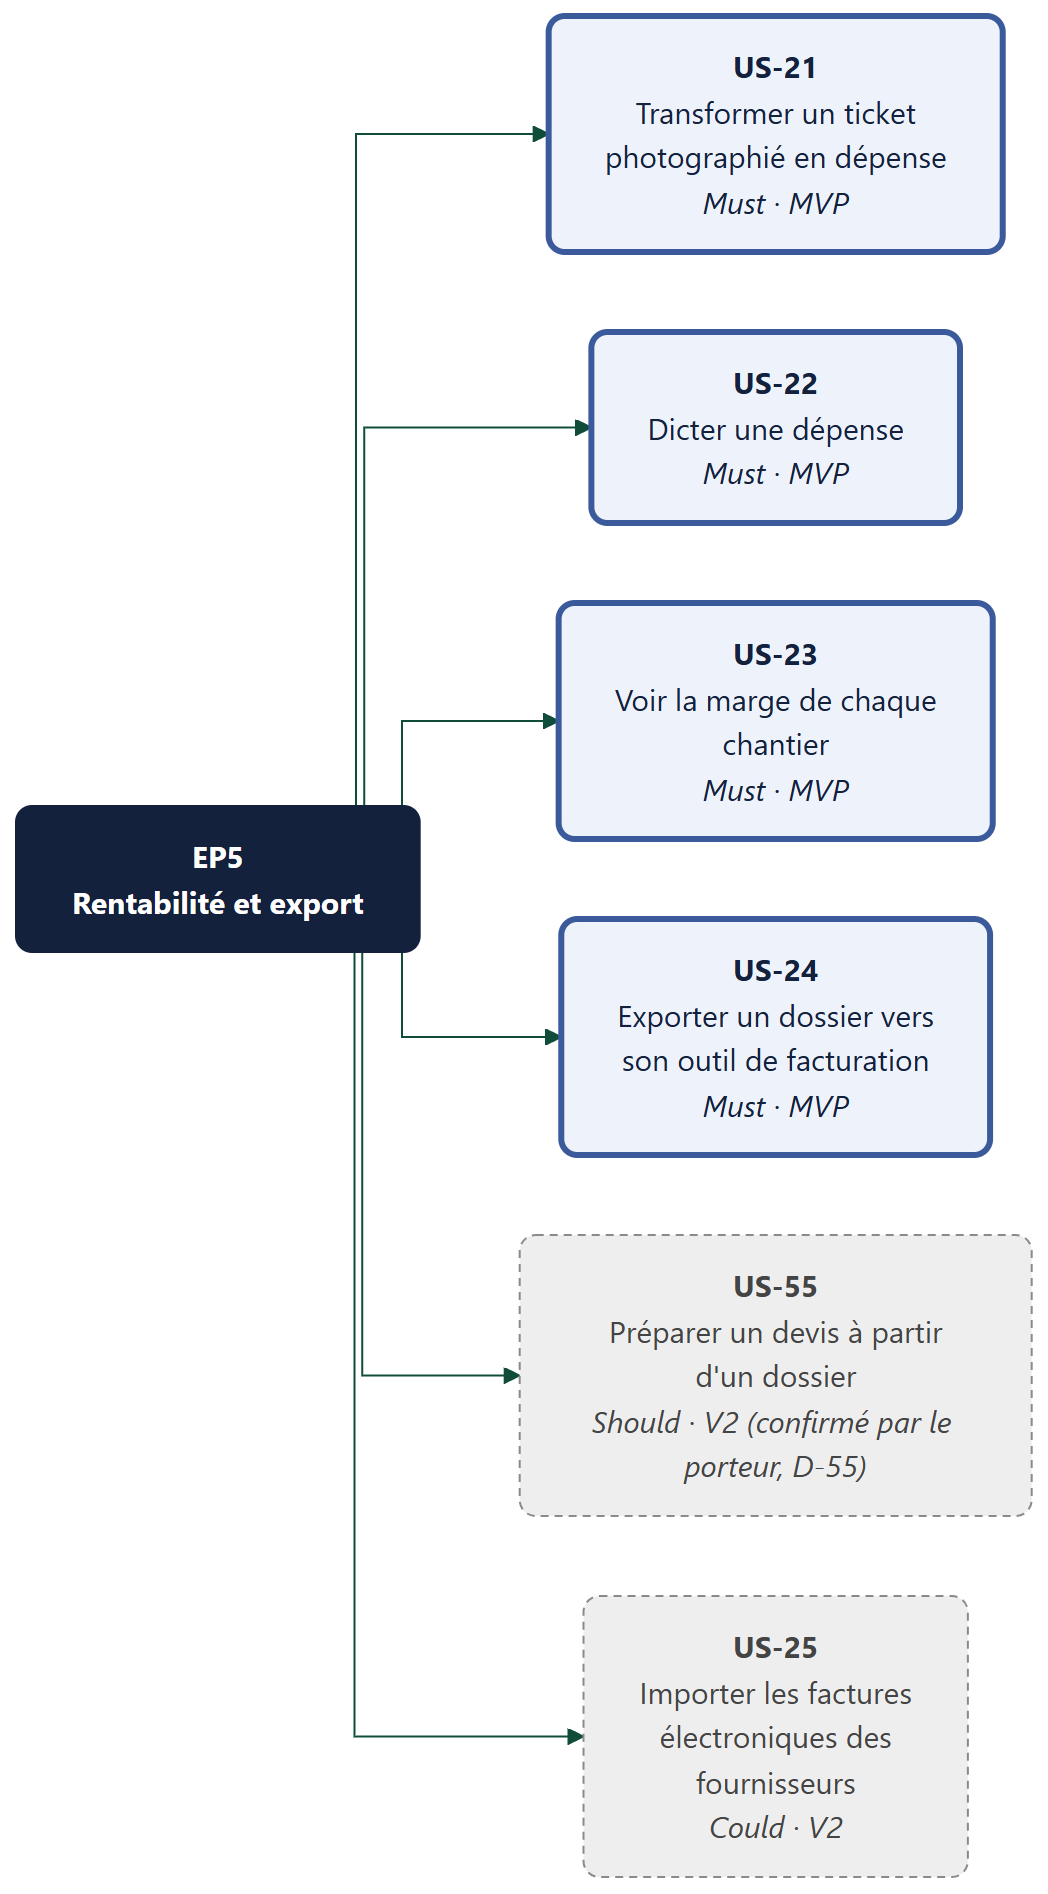 US-21
Transformer un ticket
photographié en dépense
Must · MVP
US-22
Dicter une dépense
Must · MVP
US-23
Voir la marge de chaque
chantier
Must · MVP
EP5
Rentabilité et export
US-24
Exporter un dossier vers
son outil de facturation
Must · MVP
US-55
Préparer un devis à partir
d'un dossier
Should · V2 (confirmé par le
porteur, D-55)
US-25
Importer les factures
électroniques des
fournisseurs
Could · V2